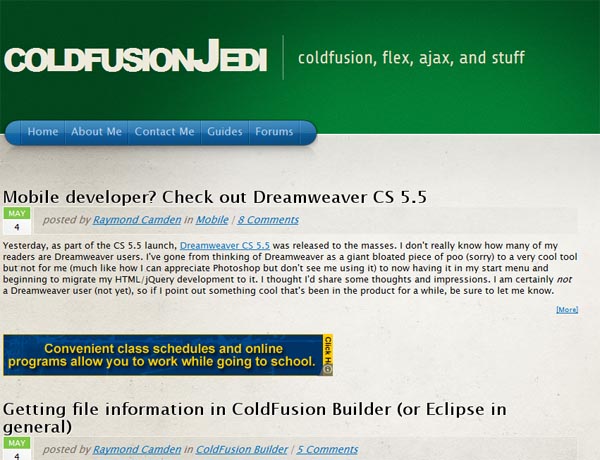 COLDFUSIONJEDI
coldfusion, flex, ajax, and stuff
Home About Me Contact Me Guides Forums
Mobile developer? Check out Dreamweaver CS 5.5
MAY
4
posted by Raymond Camden in Mobile / 8 Comments
Yesterday, as part of the CS 5.5 launch, Dreamweaver CS 5.5 was released to the masses. I don't really know how many of my
readers are Dreamweaver users. I've gone from thinking of Dreamweaver as a giant bloated piece of poo (sorry) to a very cool tool
but not for me (much like how I can appreciate Photoshop but don't see me using it) to now having it in my start menu and
beginning to migrate my HTML/jQuery development to it. I thought I'd share some thoughts and impressions. I am certainly not
a Dreamweaver user (not yet), so if I point out something cool that's been in the product for a while, be sure to let me know.
[More]
Convenient class schedules and online
programs allow you to work while going to school.
Click H
Getting file information in ColdFusion Builder (or Eclipse in
general)
MAY
4
posted by Raymond Camden in ColdFusion Builder / 5 Comments